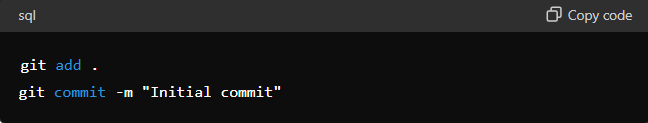 sql
Copy code
git add .
git commit -m "Initial commit"